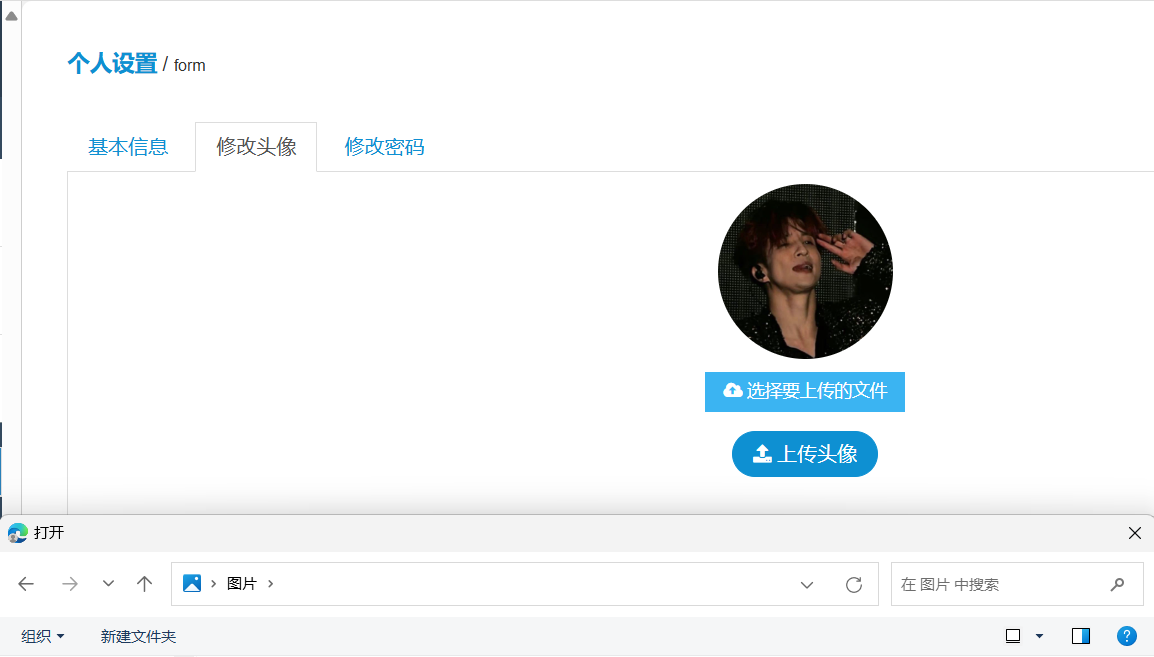 个人设置 / form
基本信息 修改头像 修改密码
选择要上传的文件
上传头像
打开
图片
在 图片 中搜索
组织 新建文件夹
?